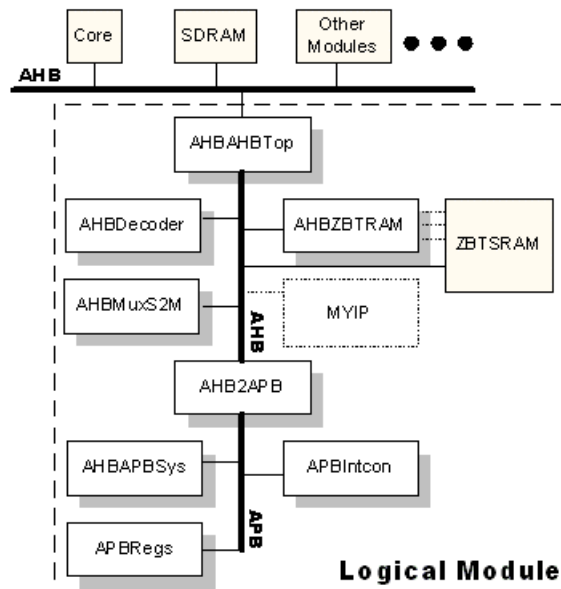 Core
SDRAM
Other
Modules
AHB
AHBAHBTop
AHBDecoder
AHBZBTRAM
ZBTSRAM
AHBMuxS2M
MYIP
AHB
AHB2APB
AHBAPBSys
APBIntcon
APB
APBRegs
Logical Module